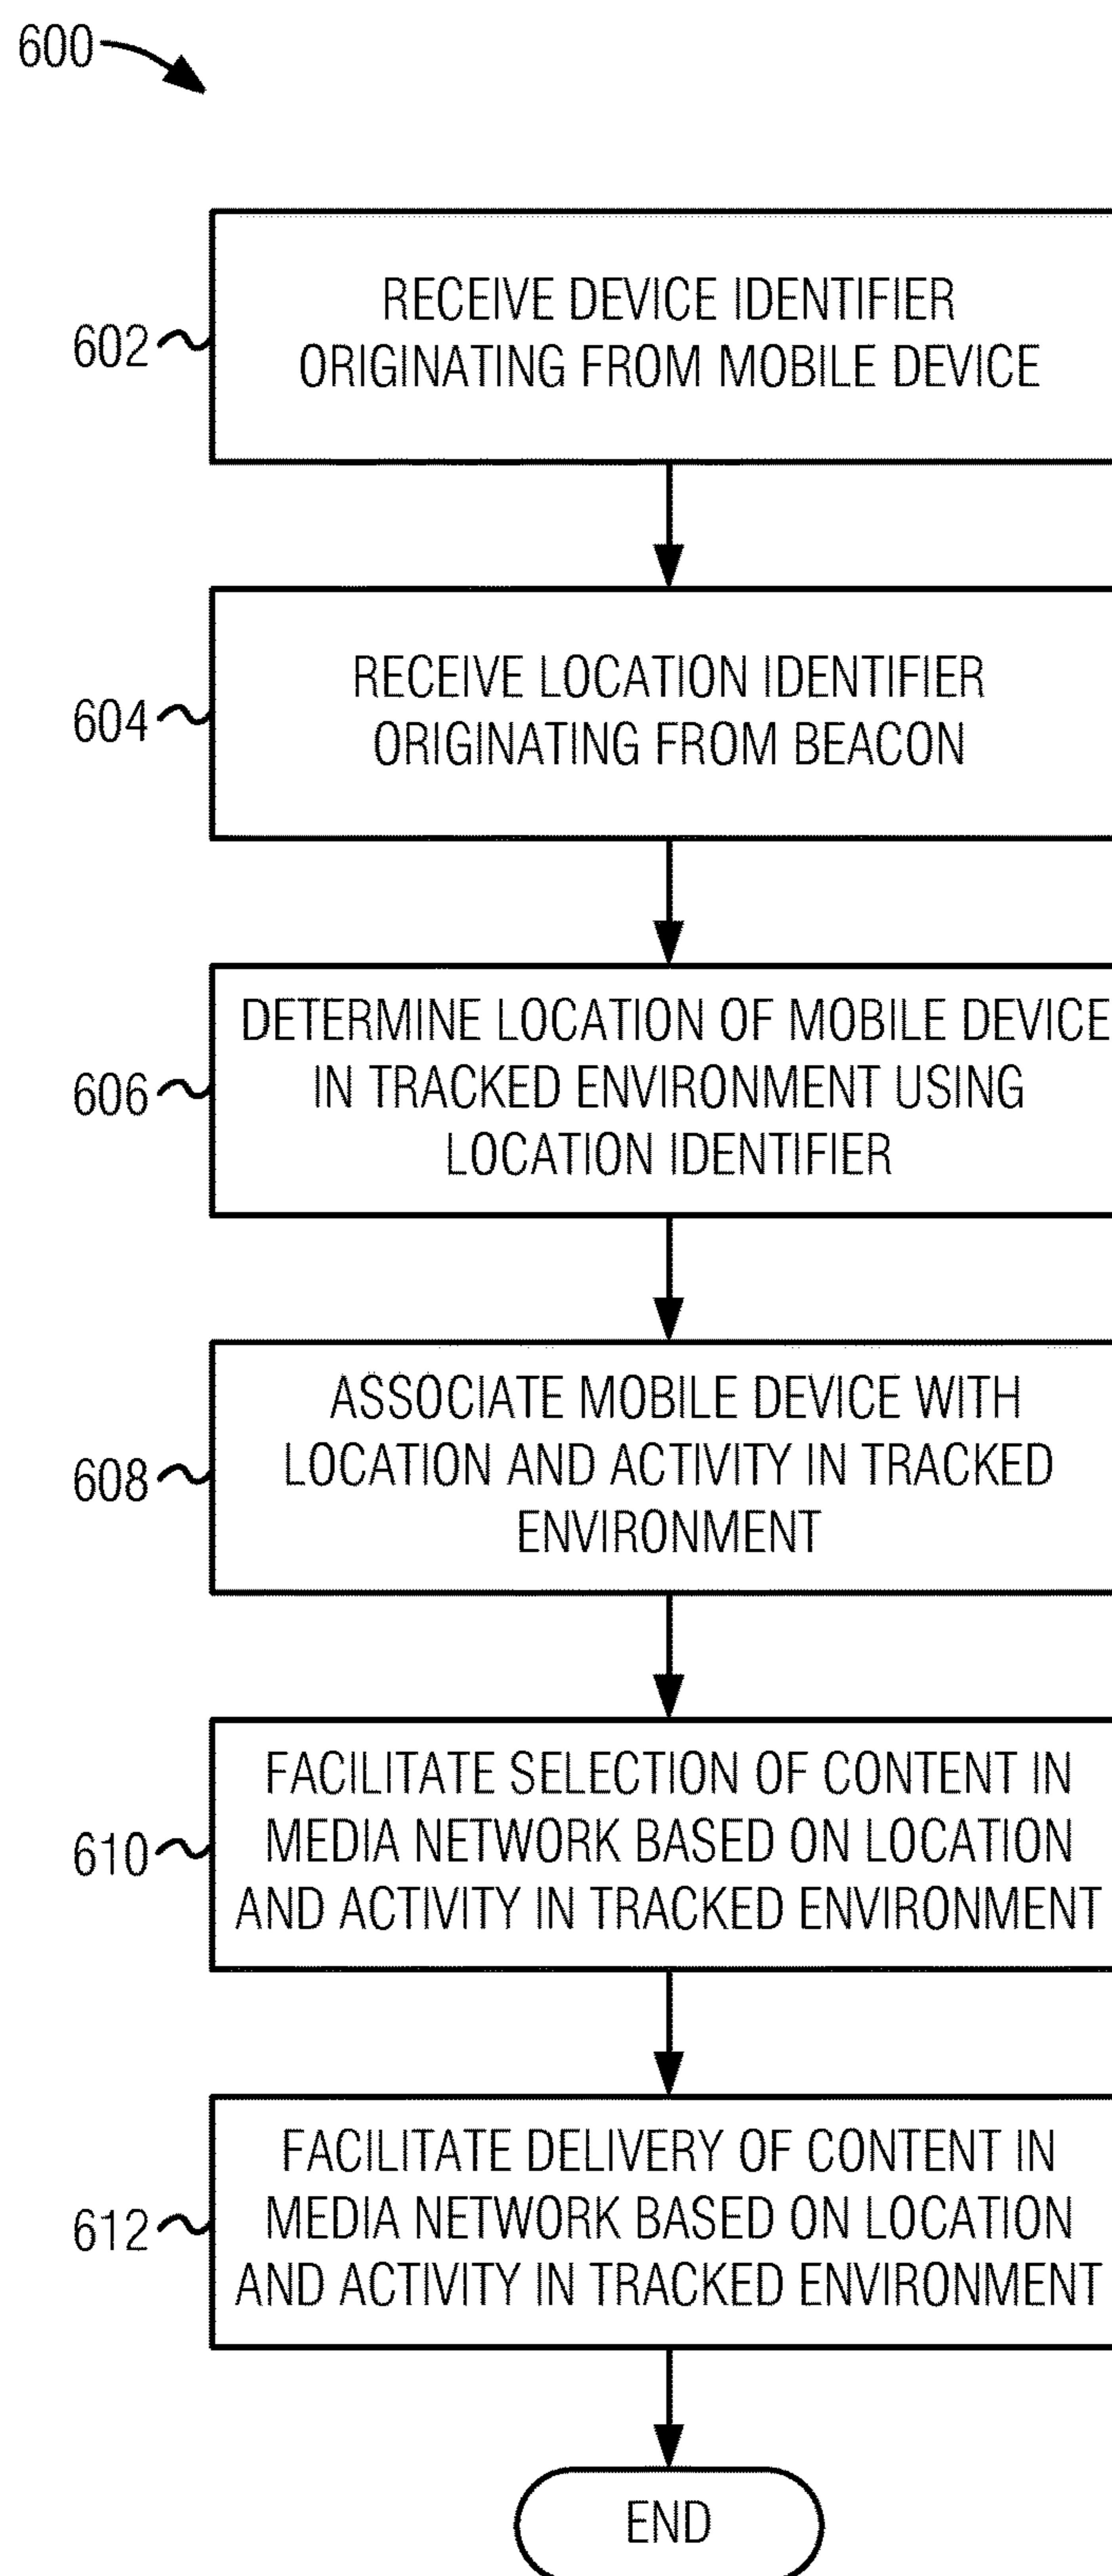 600
602
RECEIVE DEVICE IDENTIFIER
ORIGINATING FROM MOBILE DEVICE
604
RECEIVE LOCATION IDENTIFIER
ORIGINATING FROM BEACON
606
DETERMINE LOCATION OF MOBILE DEVICE
IN TRACKED ENVIRONMENT USING
LOCATION IDENTIFIER
608
ASSOCIATE MOBILE DEVICE WITH
LOCATION AND ACTIVITY IN TRACKED
ENVIRONMENT
610
FACILITATE SELECTION OF CONTENT IN
MEDIA NETWORK BASED ON LOCATION
AND ACTIVITY IN TRACKED ENVIRONMENT
612
FACILITATE DELIVERY OF CONTENT IN
MEDIA NETWORK BASED ON LOCATION
AND ACTIVITY IN TRACKED ENVIRONMENT
END